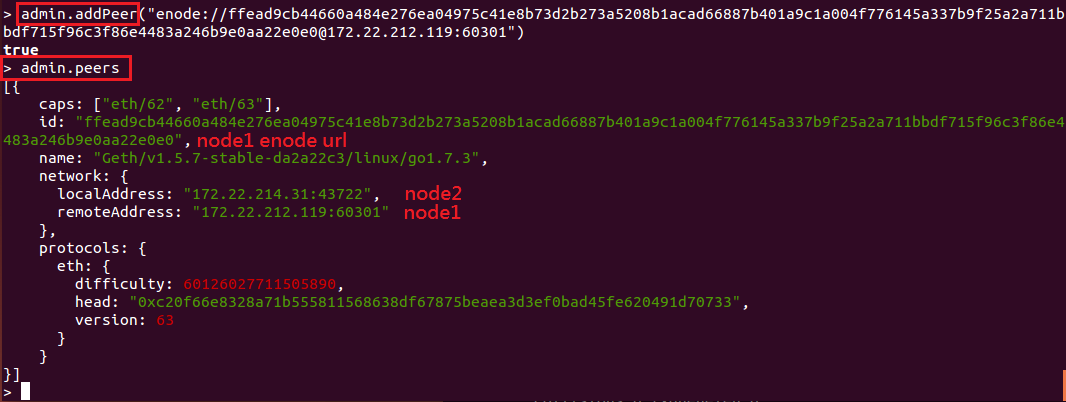 > admin.addPeer("enode://ffead9cb44660a484e276ea04975c41e8b73d2b273a5208b1acad66887b401a9c1a004f776145a337b9f25a2a711b
bdf715f96c3f86e4483a246b9e0aa22e0e0@172.22.212.119:60301")
true
> admin.peers
[{
caps: ["eth/62", "eth/63"],
id: "ffead9cb44660a484e276ea04975c41e8b73d2b273a5208b1acad66887b401a9c1a004f776145a337b9f25a2a711bbdf715f96c3f86e4
483a246b9e0aa22e0e0", node1 enode url
name: "Geth/v1.5.7-stable-da2a22c3/linux/go1.7.3",
network: {
localAddress: "172.22.214.31:43722", node2
remoteAddress: "172.22.212.119:60301" node1
},
protocols: {
eth: {
difficulty: 60126027711505890,
head: "0xc20f66e8328a71b555811568638df67875beaea3d3ef0bad45fe620491d70733",
version: 63
}
}
}]
>